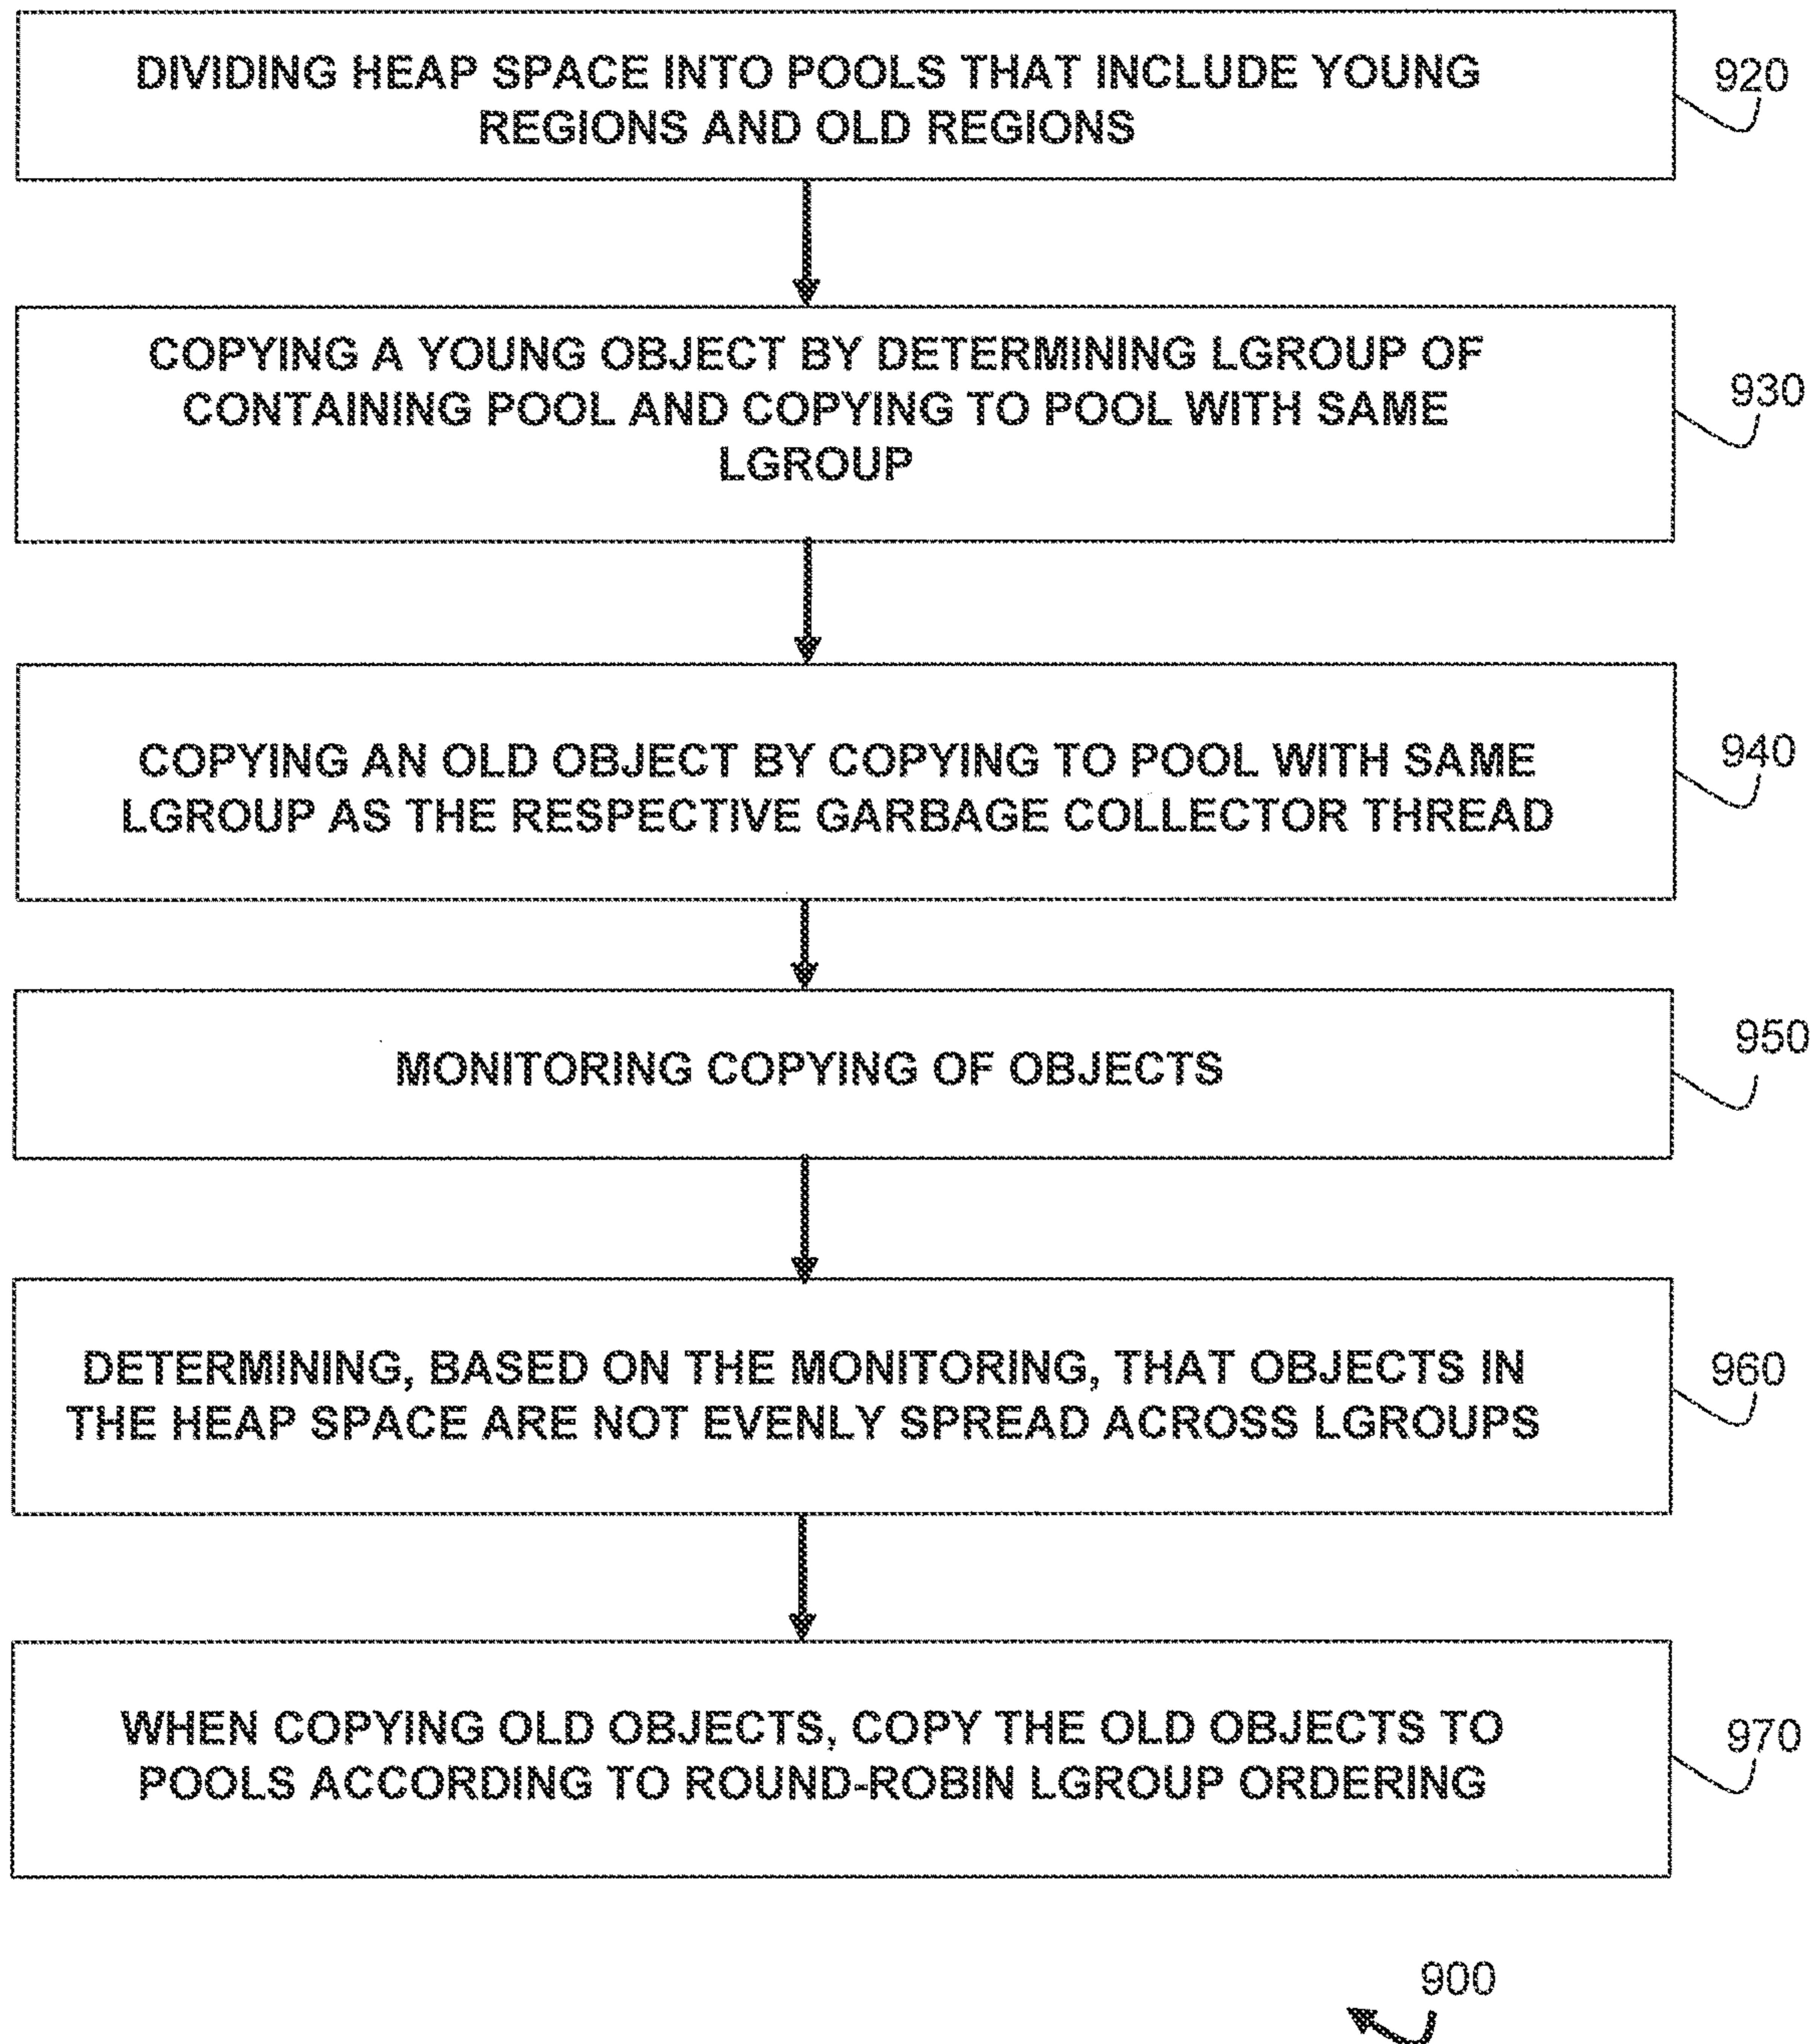 DIVIDING HEAP SPACE INTO POOLS THAT INCLUDE YOUNG
REGIONS AND OLD REGIONS
920
COPYING A YOUNG OBJECT BY DETERMINING LGROUP OF
CONTAINING POOL AND COPYING TO POOL WITH SAME
LGROUP
930
COPYING AN OLD OBJECT BY COPYING TO POOL WITH SAME
LGROUP AS THE RESPECTIVE GARBAGE COLLECTOR THREAD
940
MONITORING COPYING OF OBJECTS
950
DETERMINING, BASED ON THE MONITORING, THAT OBJECTS IN
THE HEAP SPACE ARE NOT EVENLY SPREAD ACROSS LGROUPS
960
WHEN COPYING OLD OBJECTS, COPY THE OLD OBJECTS TO
POOLS ACCORDING TO ROUND-ROBIN LGROUP ORDERING
970
900